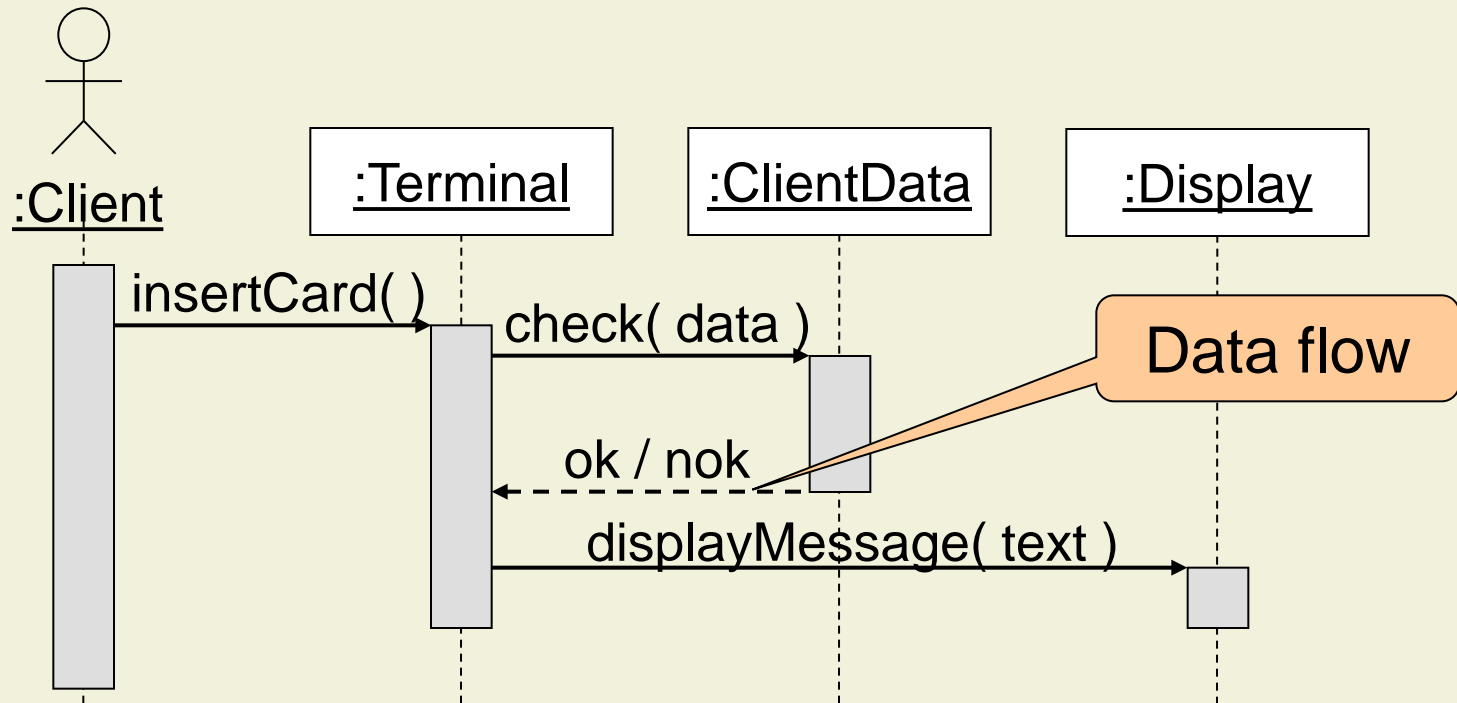 :Client
:Terminal
:ClientData
:Display
insertCard( )
check( data )
Data flow
ok / nok
displayMessage( text )